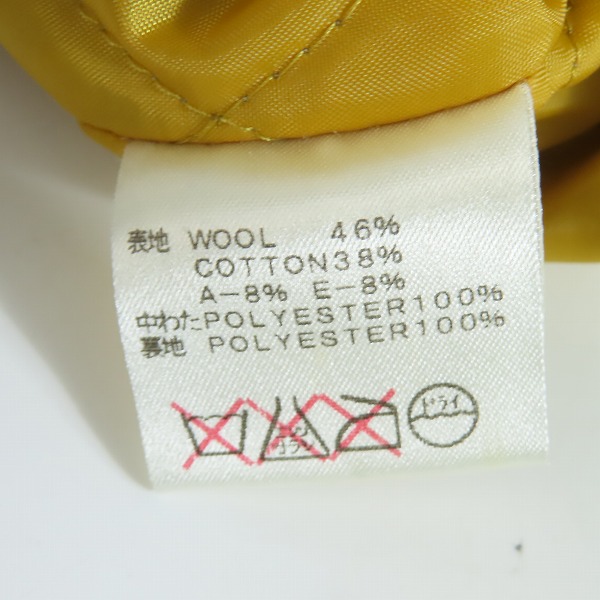 表地 WOOL 46%
COTTON38%
A-8% E-8%
中わたPOLYESTER100%
裏地 POLYESTER100%
ドライ